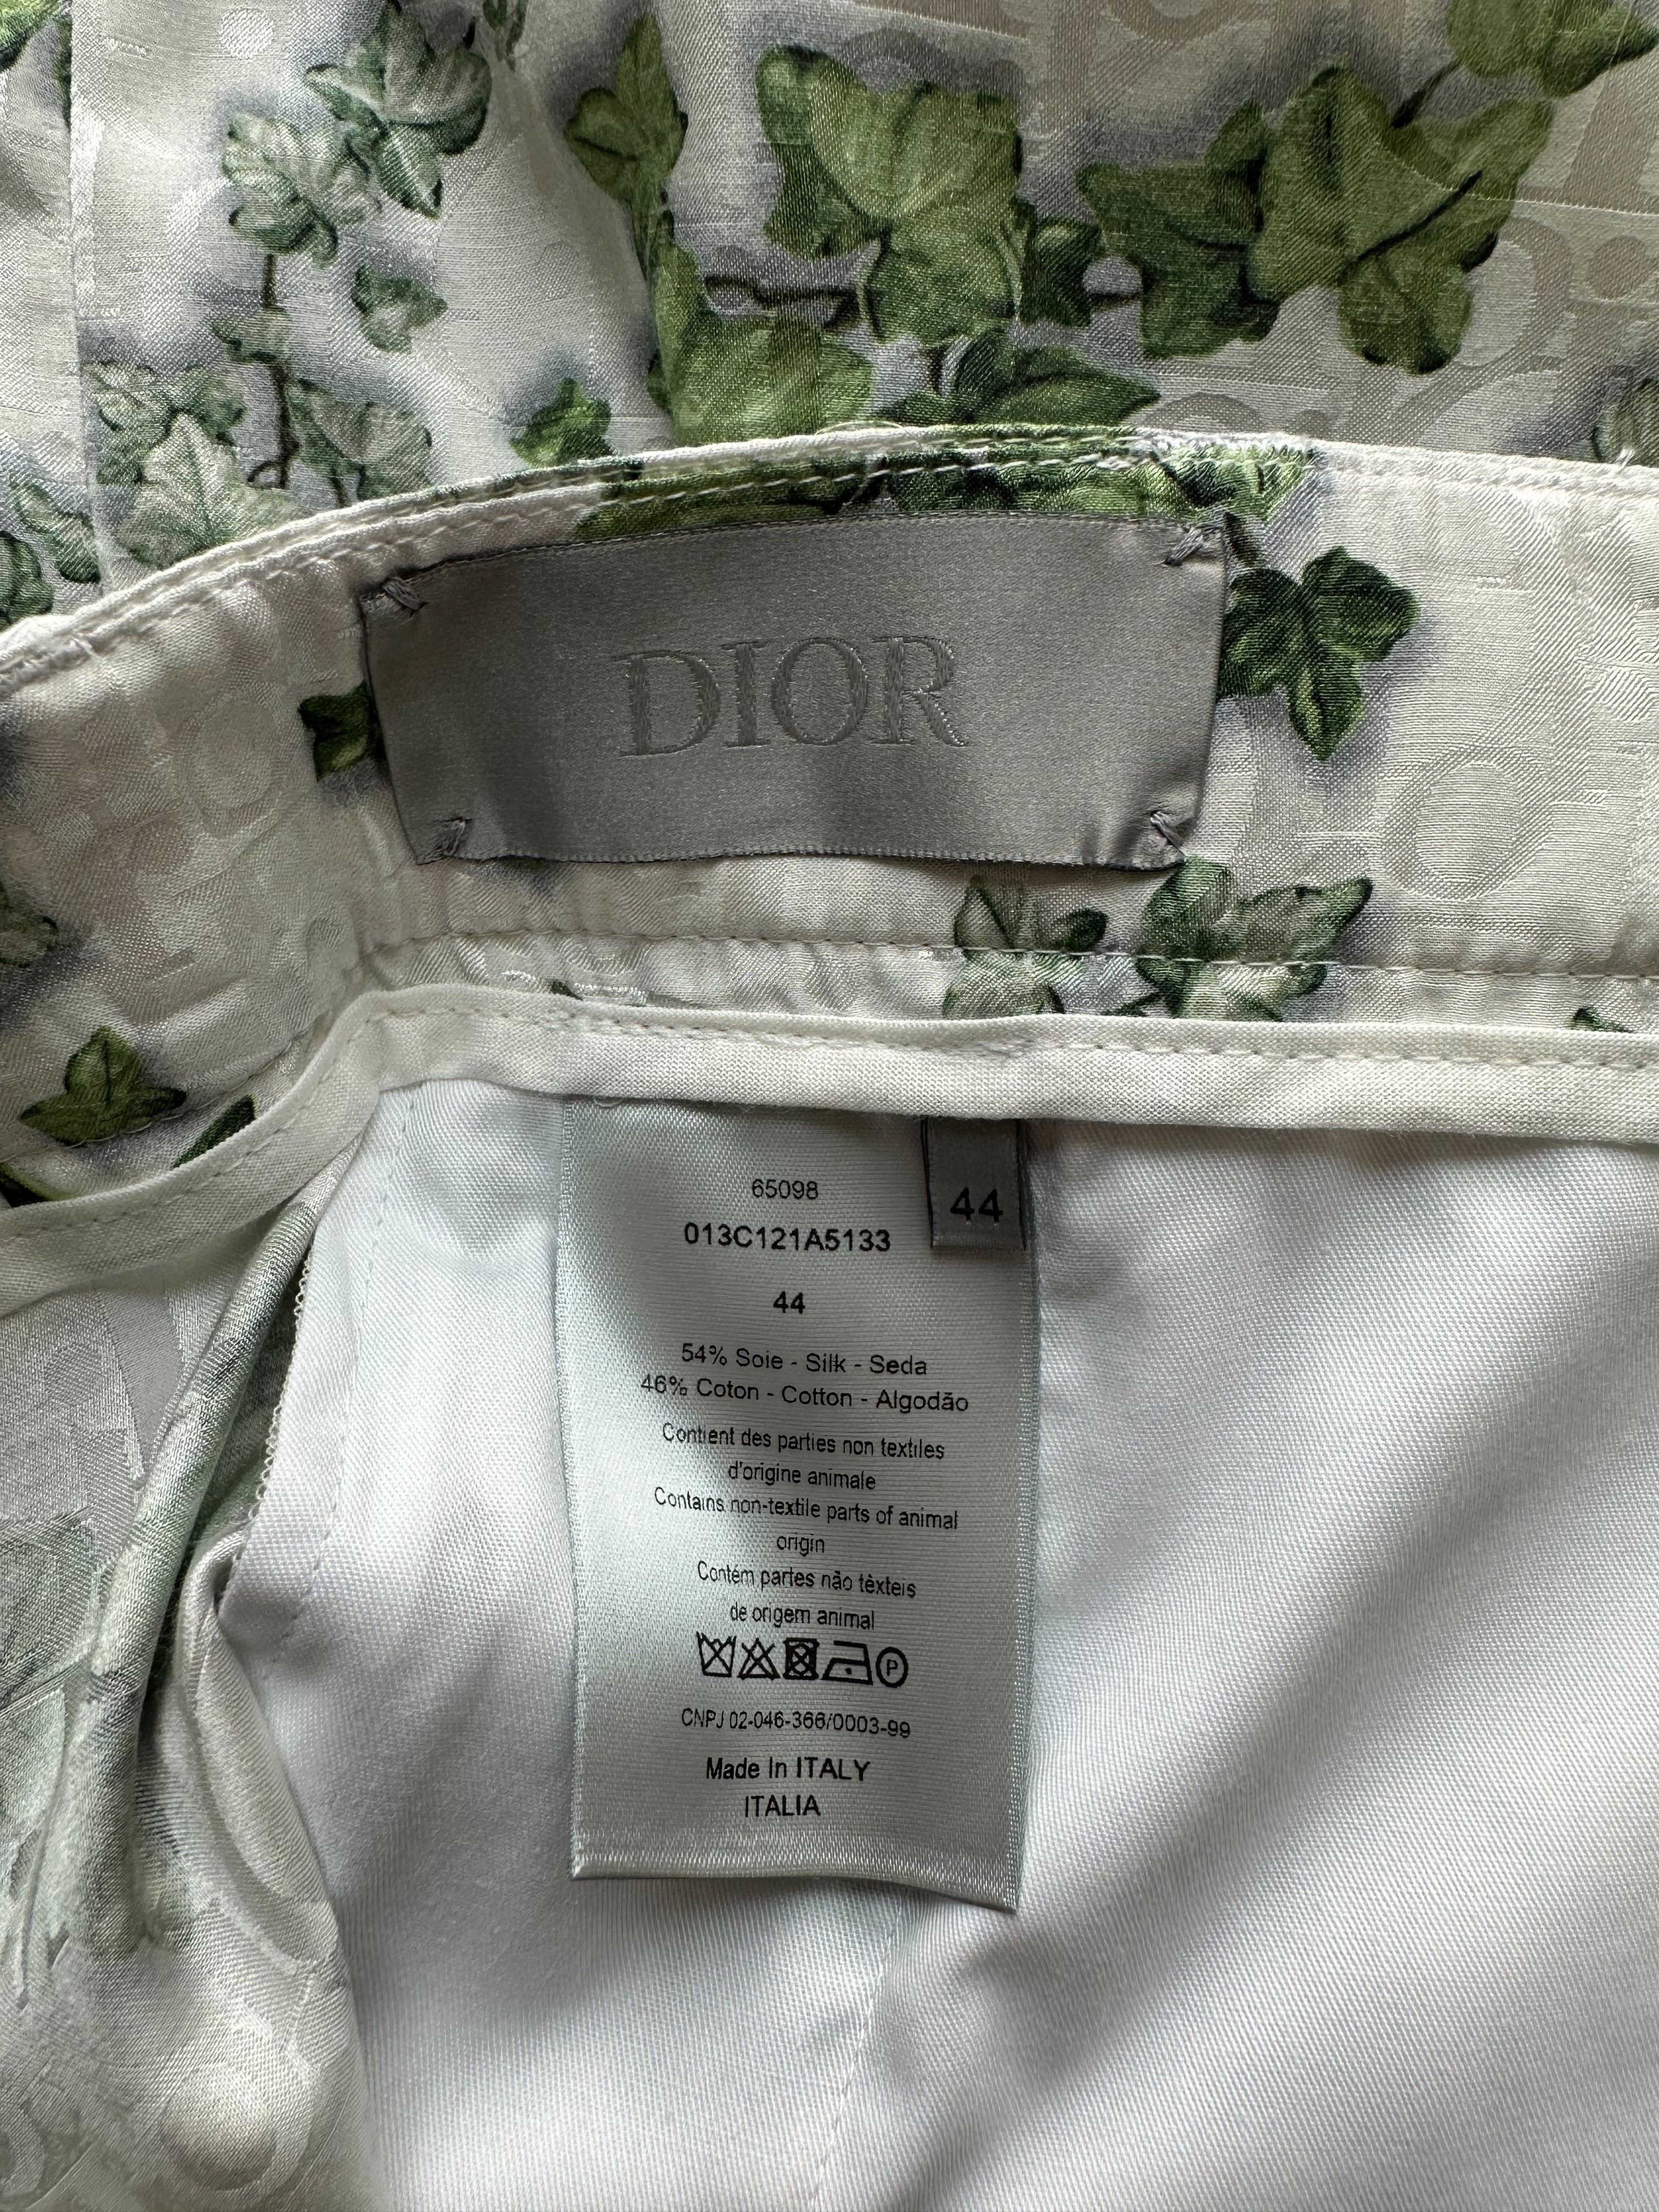 DIOR
44
65098
013C121A5133
44
54% Soie - Silk - Seda
46% Coton - Cotton - Algodão
Contient des parties non textiles
d'origine animale
Contains non-textile parts of animal
origin
Contém partes não têxteis
de origem animal
P
CNPJ 02-046-366/0003-99
Made In ITALY
ITALIA